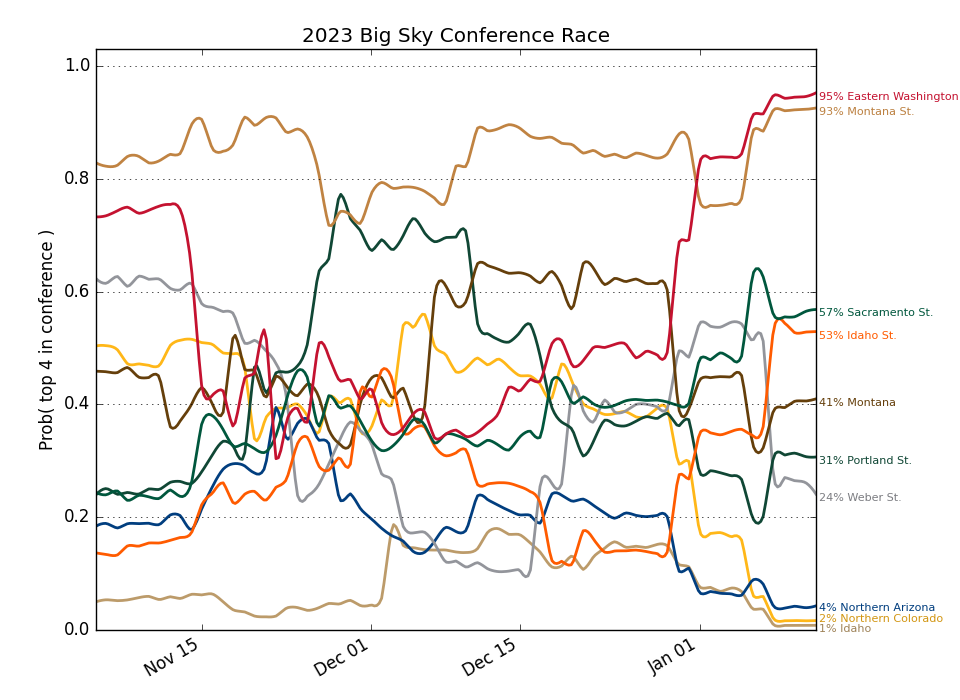 2023 Big Sky Conference Race
Prob( top 4 in conference )
1.0
0.8
0.6
0.4
0.2
0.0
Nov 15
Dec 01
Dec 15
Jan 01
95% Eastern Washington
93% Montana St.
57% Sacramento St.
53% Idaho St.
41% Montana
31% Portland St.
24% Weber St.
4% Northern Arizona
2% Northern Colorado
1% Idaho